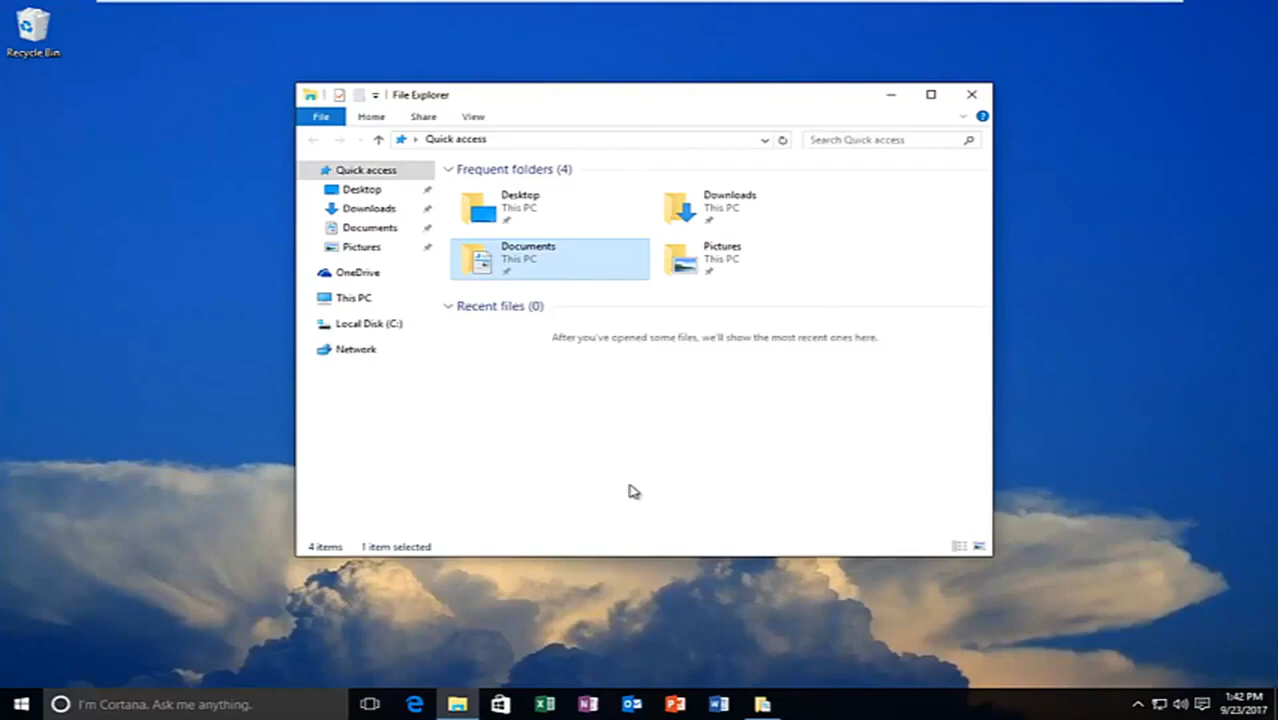 Recycle Bin
File Explorer
File Home Share View
Quick access
Search Quick access
Quick access
Desktop
Downloads
Documents
Pictures
OneDrive
This PC
Local Disk (C:)
Network
Frequent folders (4)
Desktop
This PC
Downloads
This PC
Documents
This PC
Pictures
This PC
Recent files (0)
After you've opened some files, we'll show the most recent ones here.
4 items 1 item selected
I'm Cortana. Ask me anything.
1:42 PM
9/23/2017